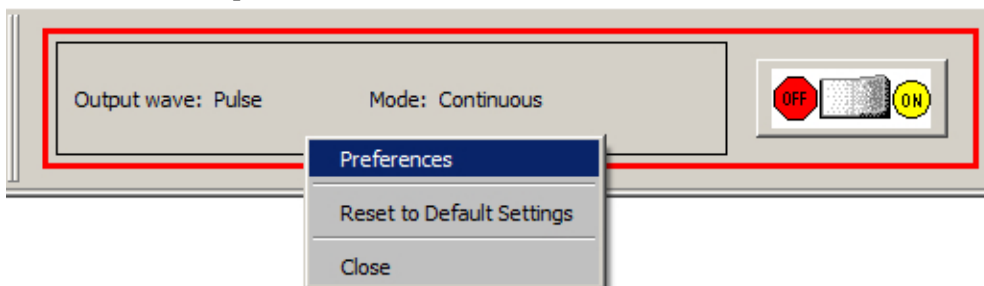 Output wave: Pulse Mode: Continuous
OFF ON
Preferences
Reset to Default Settings
Close